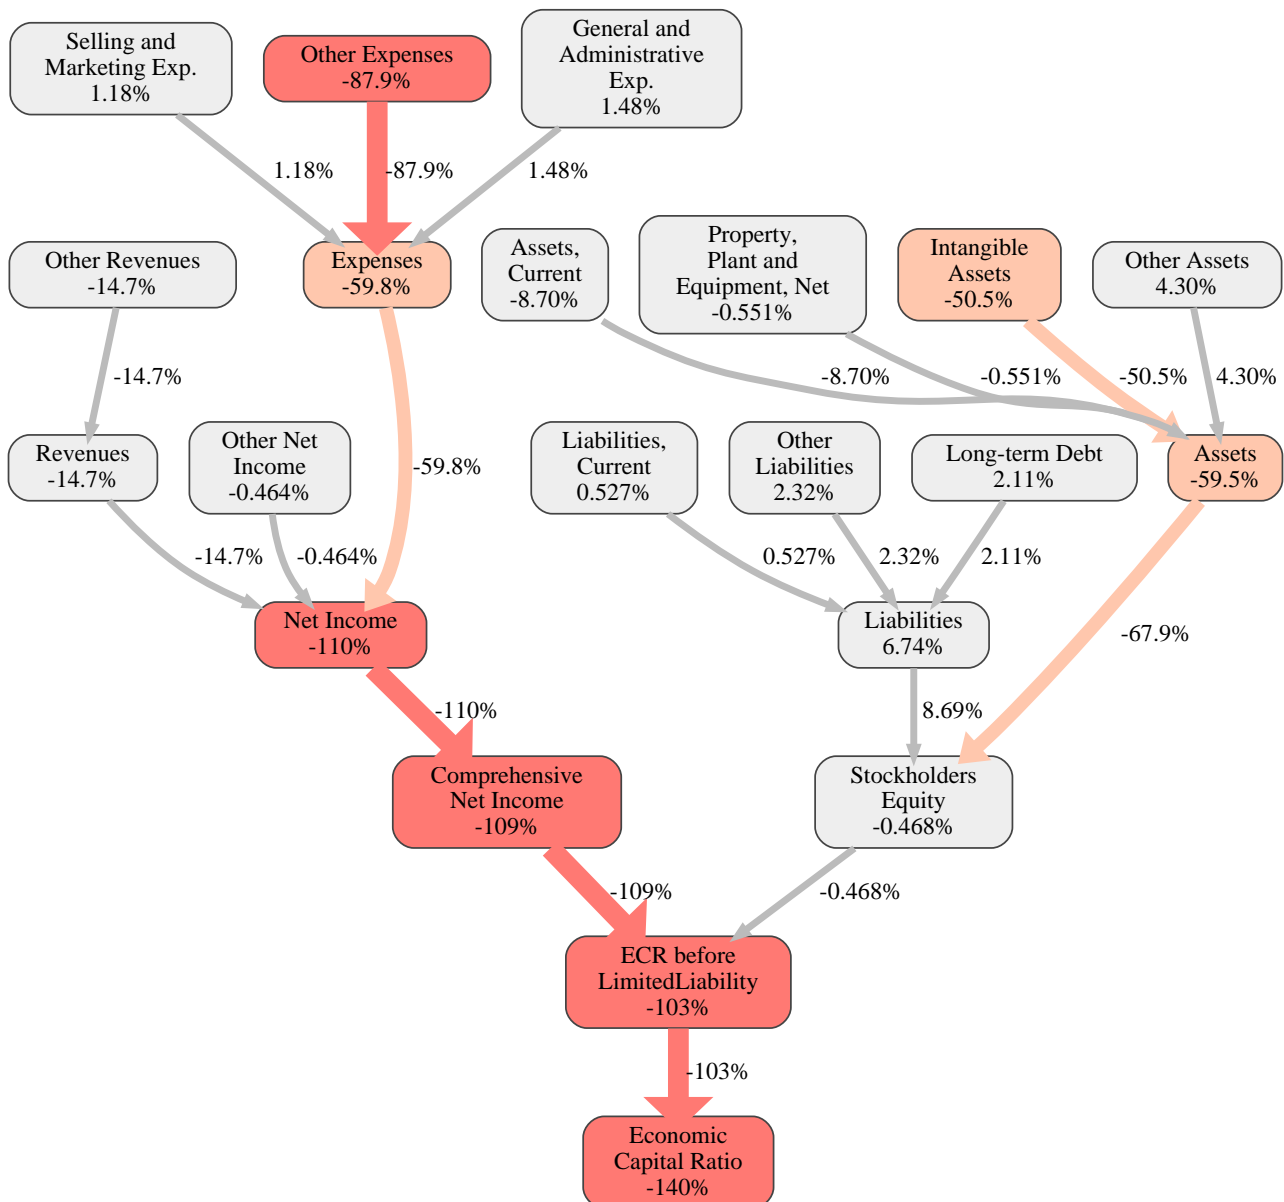 Selling and
Marketing Exp.
1.18%
Other Expenses
-87.9%
General and
Administrative
Exp.
1.48%
1.18%
-87.9%
1.48%
Other Revenues
-14.7%
Expenses
-59.8%
Assets,
Current
-8.70%
Property,
Plant and
Equipment, Net
-0.551%
Intangible
Assets
-50.5%
Other Assets
4.30%
-14.7%
-8.70%
-0.551%
-50.5%
4.30%
Revenues
-14.7%
Other Net
Income
-0.464%
-59.8%
Liabilities,
Current
0.527%
Other
Liabilities
2.32%
Long-term Debt
2.11%
Assets
-59.5%
-14.7%
-0.464%
0.527%
2.32%
2.11%
Net Income
-110%
Liabilities
6.74%
-67.9%
-110%
8.69%
Comprehensive
Net Income
-109%
Stockholders
Equity
-0.468%
-109%
-0.468%
ECR before
LimitedLiability
-103%
-103%
Economic
Capital Ratio
-140%